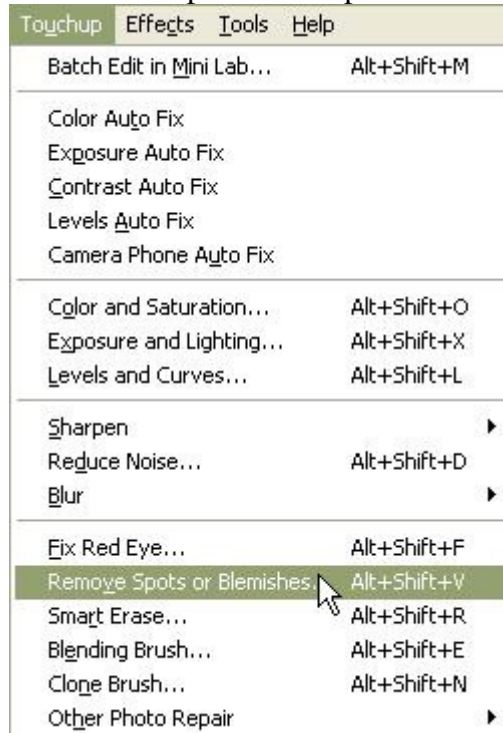 Touchup Effects Tools Help
Batch Edit in Mini Lab... Alt+Shift+M
Color Auto Fix
Exposure Auto Fix
Contrast Auto Fix
Levels Auto Fix
Camera Phone Auto Fix
Color and Saturation... Alt+Shift+O
Exposure and Lighting... Alt+Shift+X
Levels and Curves... Alt+Shift+L
Sharpen
Reduce Noise... Alt+Shift+D
Blur
Fix Red Eye... Alt+Shift+F
Remove Spots or Blemishes... Alt+Shift+V
Smart Erase... Alt+Shift+R
Blending Brush... Alt+Shift+E
Clone Brush... Alt+Shift+N
Other Photo Repair